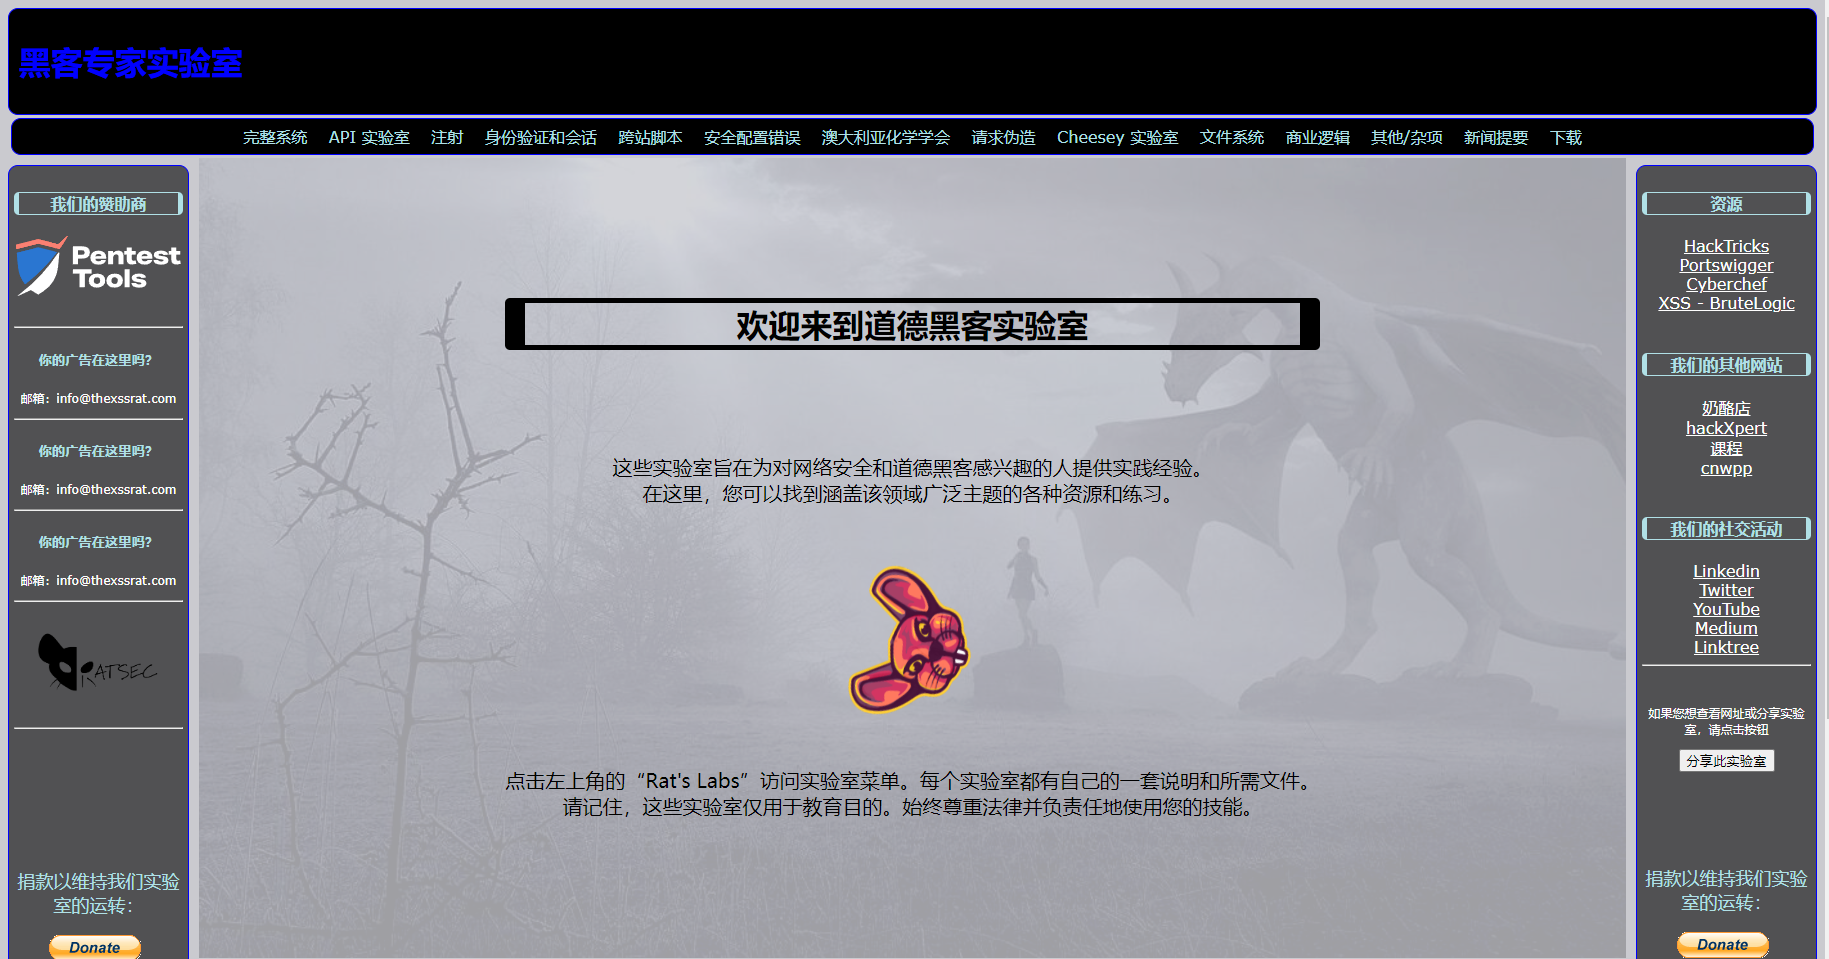 黑客专家实验室
完整系统 API 实验室 注射 身份验证和会话 跨站脚本 安全配置错误 澳大利亚化学学会 请求伪造 Cheesey 实验室 文件系统 商业逻辑 其他/杂项 新闻提要 下载
我们的赞助商
Pentest
Tools
你的广告在这里吗?
邮箱：info@thexssrat.com
你的广告在这里吗?
邮箱：info@thexssrat.com
你的广告在这里吗?
邮箱：info@thexssrat.com
RATSEC
捐款以维持我们实验
室的运转：
Donate
欢迎来到道德黑客实验室
这些实验室旨在为对网络安全和道德黑客感兴趣的人提供实践经验。
在这里，您可以找到涵盖该领域广泛主题的各种资源和练习。
点击左上角的“Rat's Labs”访问实验室菜单。每个实验室都有自己的一套说明和所需文件。
请记住，这些实验室仅用于教育目的。始终尊重法律并负责任地使用您的技能。
资源
HackTricks
Portswigger
Cyberchef
XSS - BruteLogic
我们的其他网站
奶酪店
hackXpert
课程
cnwpp
我们的社交活动
Linkedin
Twitter
YouTube
Medium
Linktree
如果您想查看网址或分享实验
室，请点击按钮
分享此实验室
捐款以维持我们实验
室的运转：
Donate